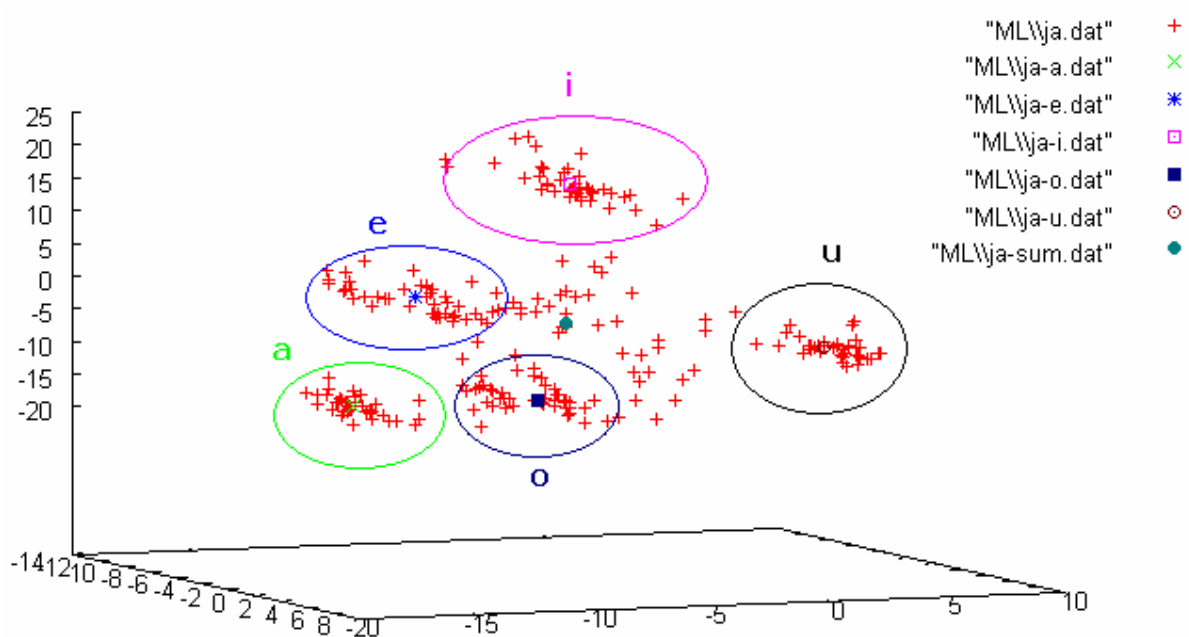 "ML\\ja.dat"
"ML\\ja-a.dat"
"ML\\ja-e.dat"
"ML\\ja-i.dat"
"ML\\ja-o.dat"
"ML\\ja-u.dat"
"ML\\ja-sum.dat"
i
e
u
a
o
25
20
15
10
5
0
-5
-10
-15
-20
-14 12 10 -8 -6 -4 -2 0 2 4 6 8
-20 -15 -10 -5 0 5 10